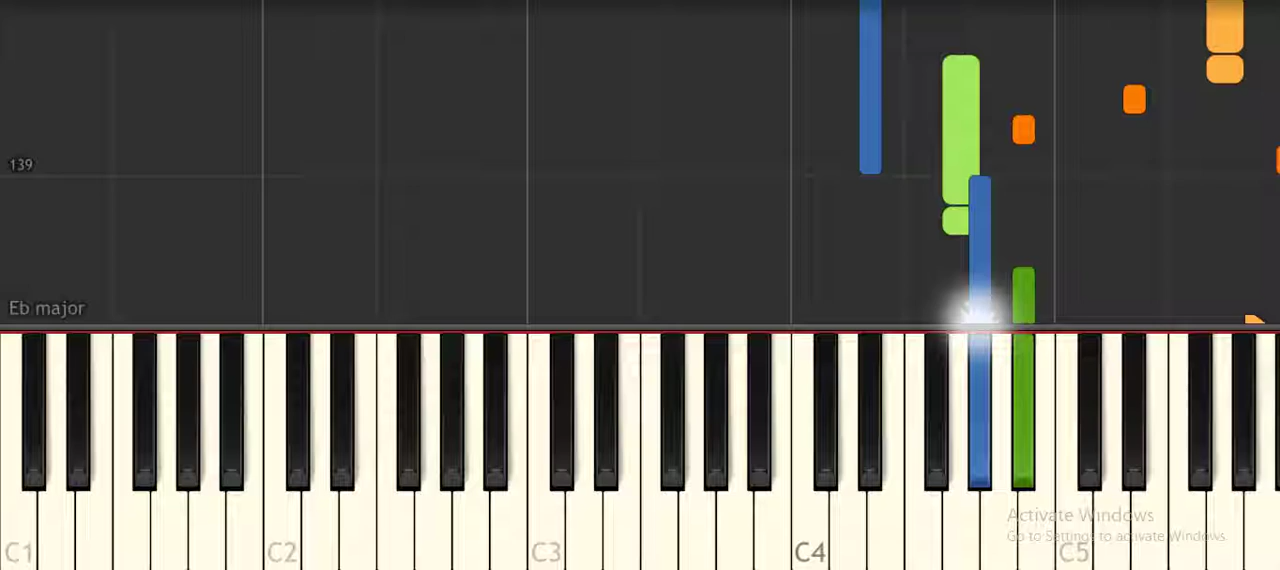 139
Eb major
Activate Windows
Go to Settings to activate Windows.
C1 C2 C3 C4 C5